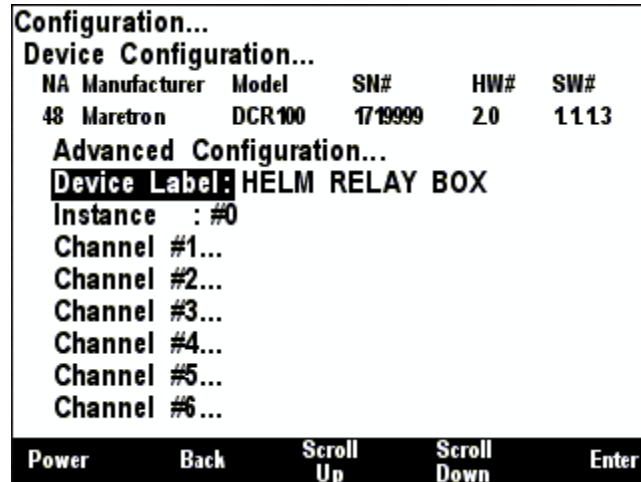 Configuration...
Device Configuration...
NA Manufacturer Model SN# HW# SW#
48 Maretron DCR100 1719999 2.0 1.1.1.3
Advanced Configuration...
Device Label: HELM RELAY BOX
Instance : #0
Channel #1...
Channel #2...
Channel #3...
Channel #4...
Channel #5...
Channel #6...
Power Back Scroll Up Scroll Down Enter